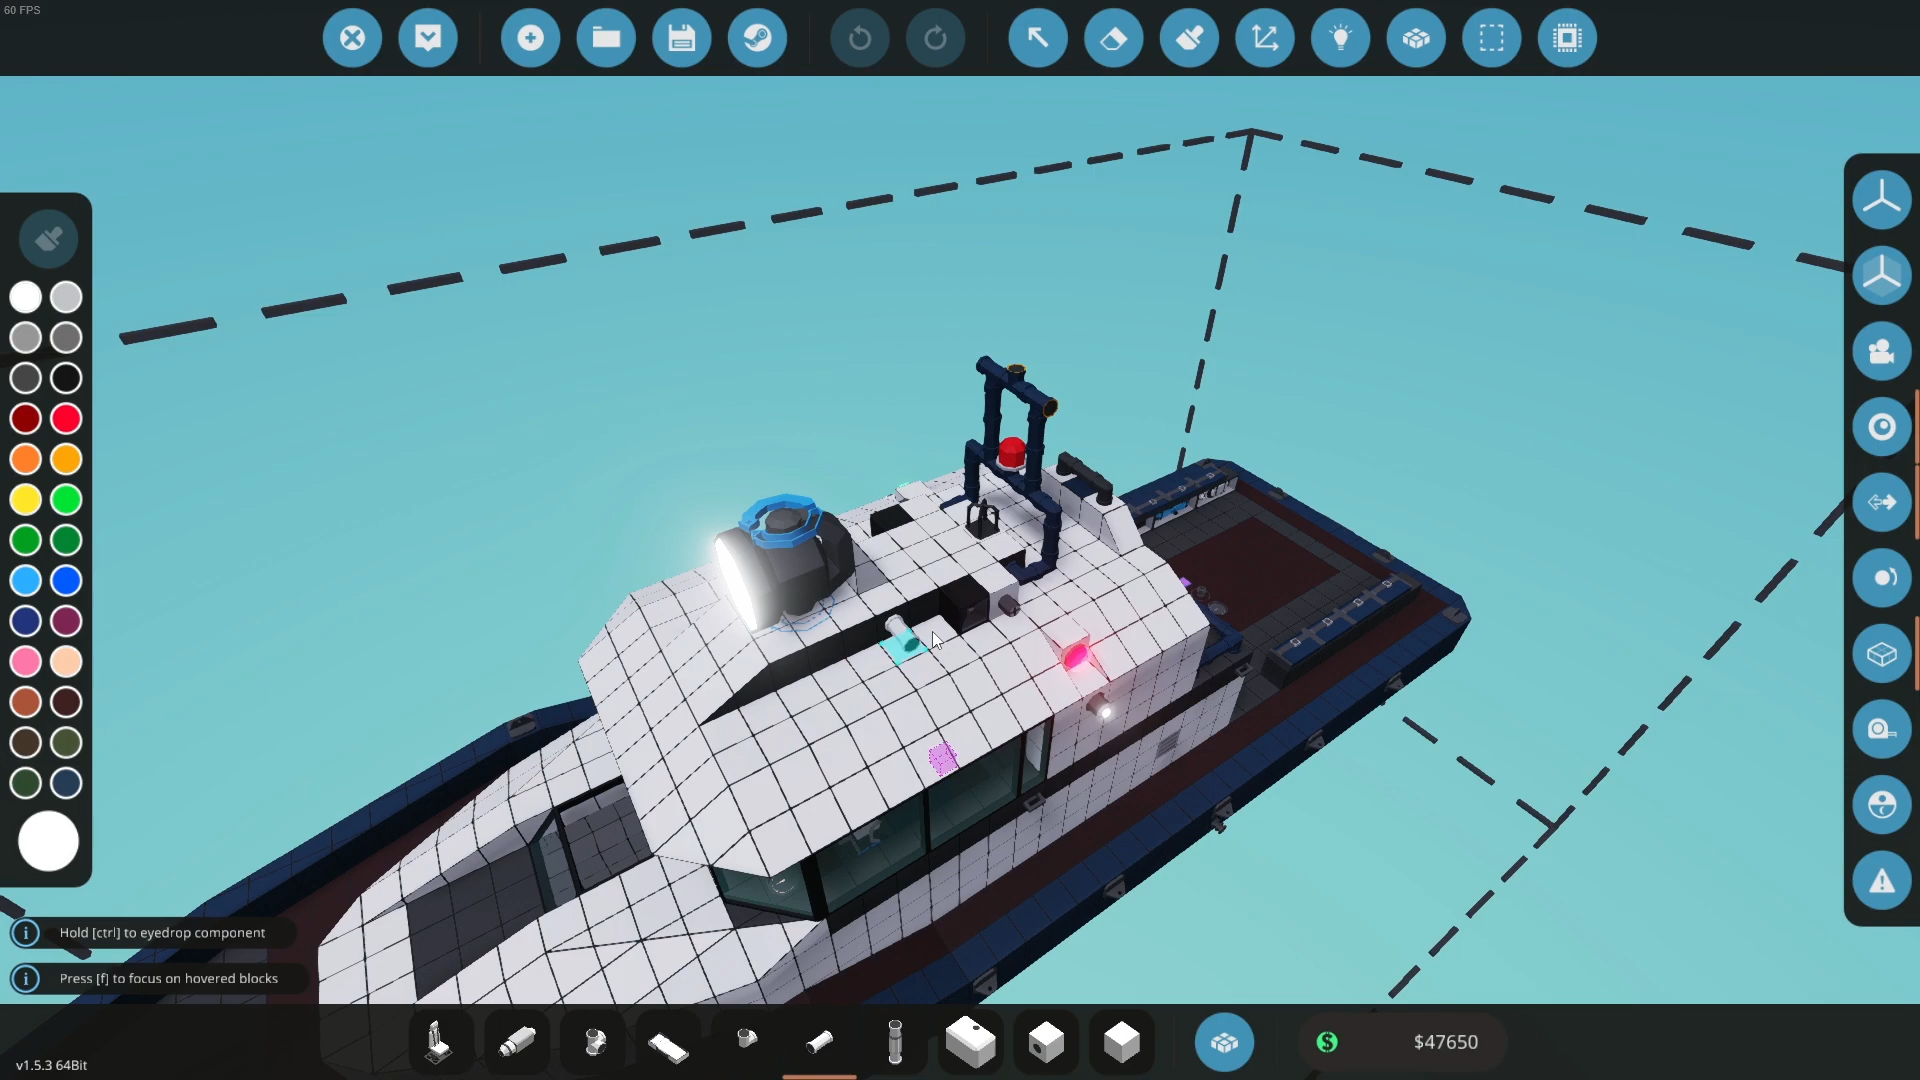 60 FPS
Hold [ctrl] to eyedrop component
Press [f] to focus on hovered blocks
v1.5.3 64Bit
$47650